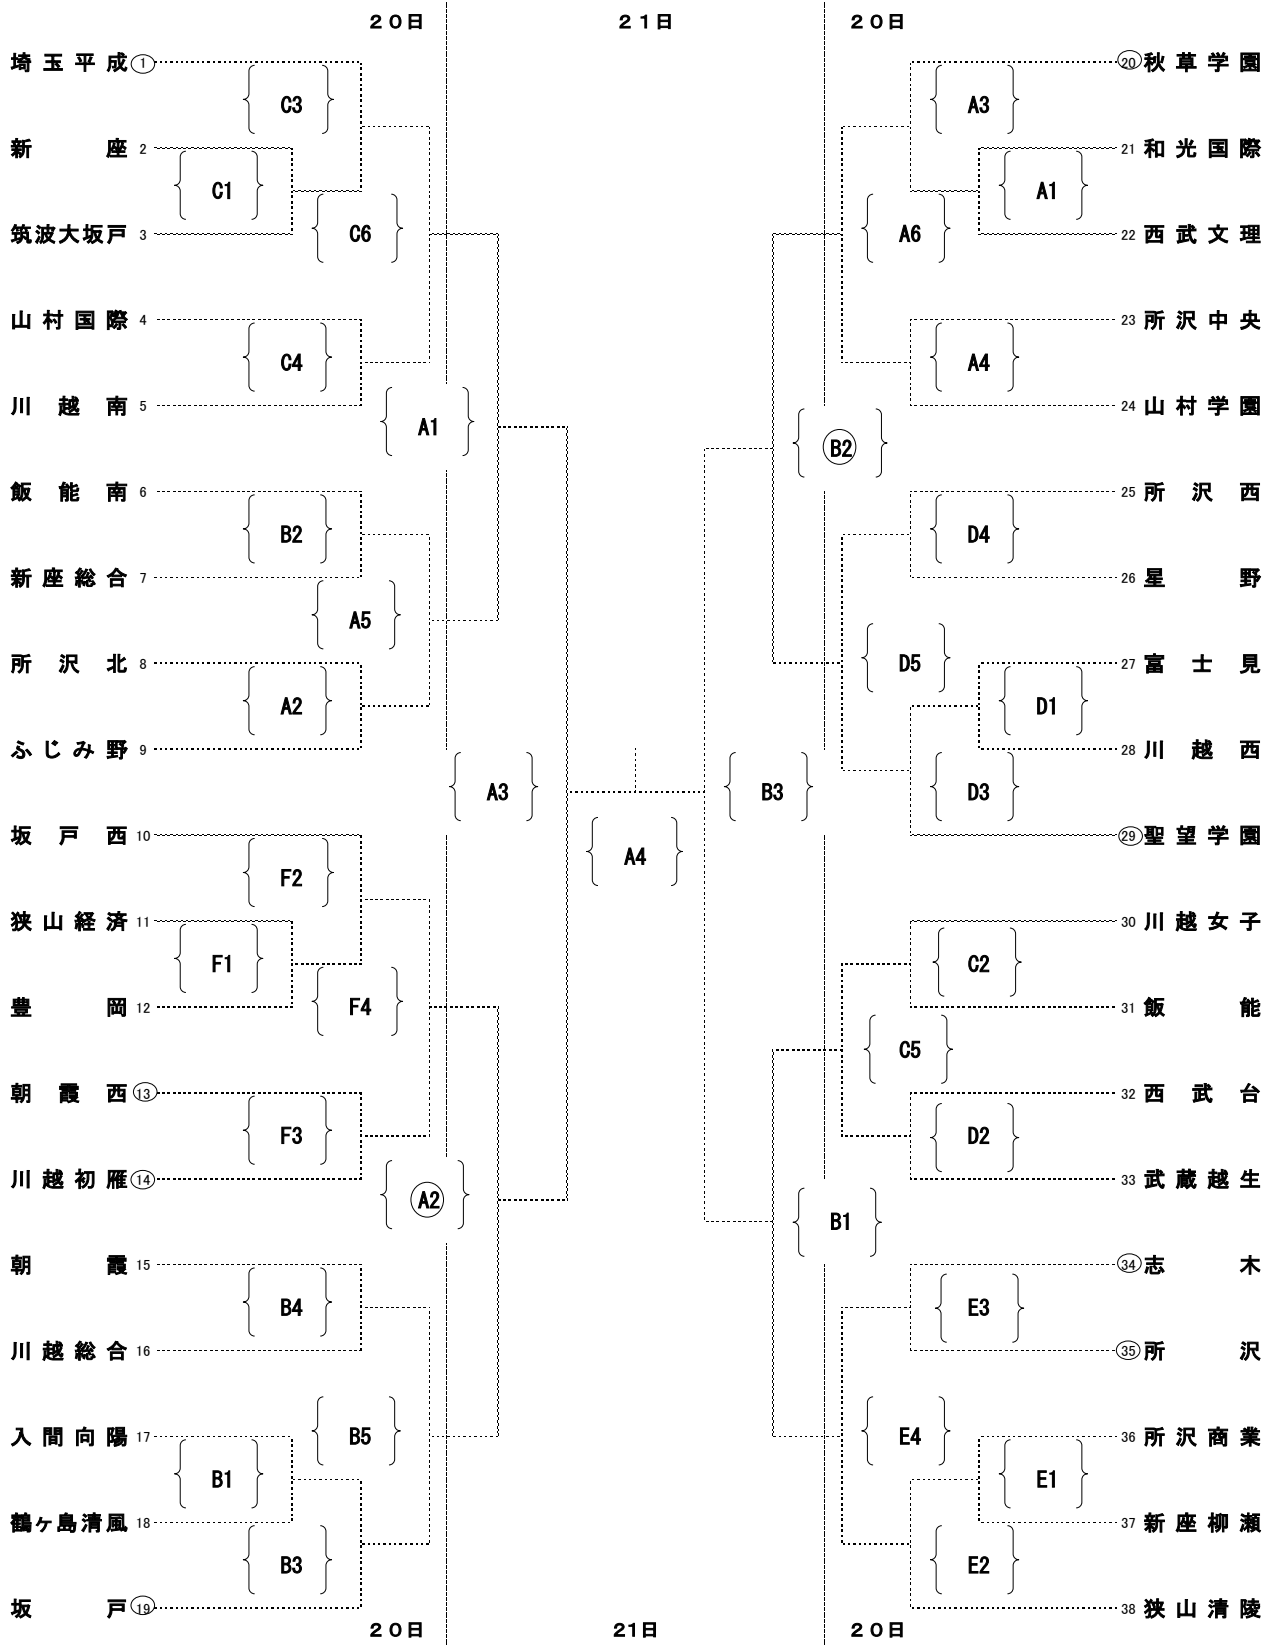 ２０日 ２１日 ２０日
埼玉平成 ① ⑳ 秋草学園
C3 A3
新座 2 21 和光国際
C1 A1
筑波大坂戸 3 22 西武文理
C6 A6
山村国際 4 23 所沢中央
C4 A4
川越南 5 24 山村学園
A1 Ⓑ② 
飯能南 6 25 所沢西
B2 D4
新座総合 7 26 星野
A5 D5
所沢北 8 27 富士見
A2 D1
ふじみ野 9 28 川越西
A3 B3 D3
坂戸西 10 ㉙ 聖望学園
A4
F2
狭山経済 11 30 川越女子
F1 C2
豊岡 12 31 飯能
F4 C5
朝霞西 ⑬ 32 西武台
F3 D2
川越初雁 ⑭ 33 武蔵越生
A2 B1
朝霞 15 ㉞ 志木
B4 E3
川越総合 16 ㉟ 所沢
B5 E4
入間向陽 17 36 所沢商業
B1 E1
鶴ヶ島清風 18 37 新座柳瀬
B3 E2
坂戸 ⑲ 38 狭山清陵
２０日 21日 ２０日